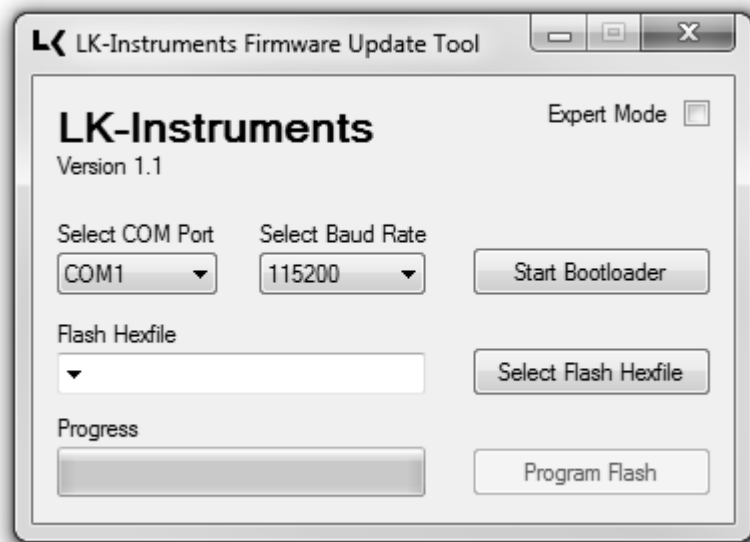 LK-Instruments Firmware Update Tool
LK-Instruments
Expert Mode
Version 1.1
Select COM Port
Select Baud Rate
COM1
115200
Start Bootloader
Flash Hexfile
Select Flash Hexfile
Progress
Program Flash